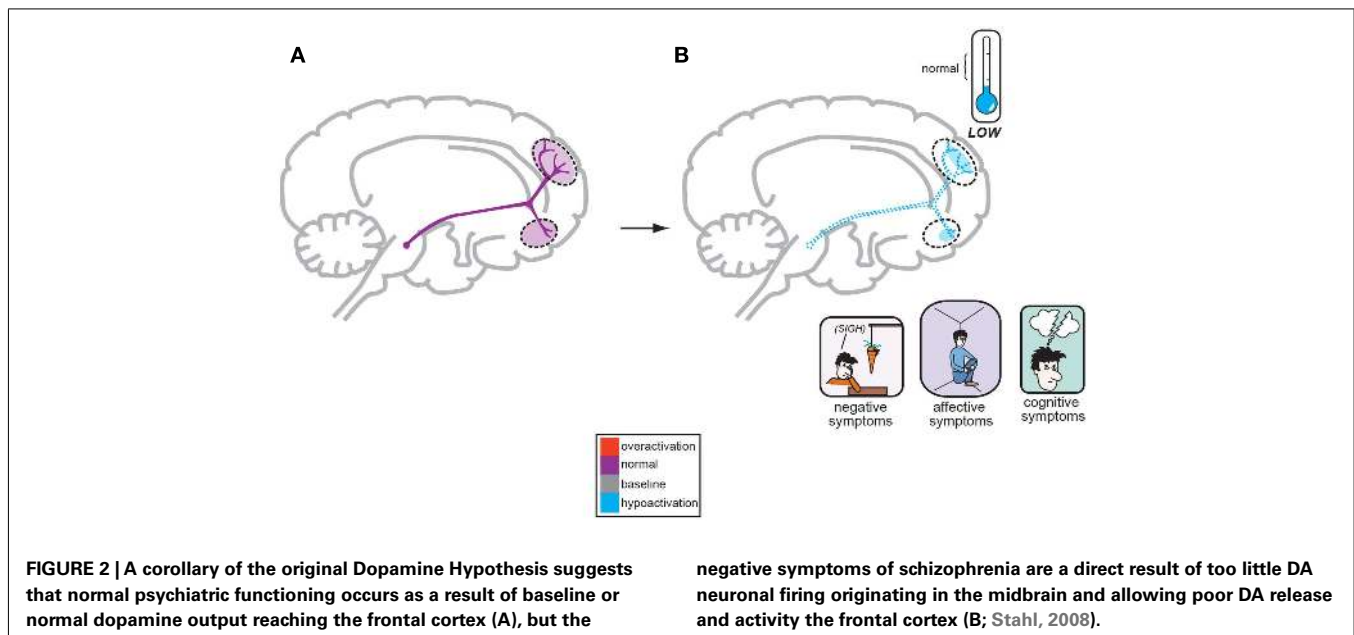 A
B
normal
LOW
(SIGH)
negative
symptoms
affective
symptoms
cognitive
symptoms
overactivation
normal
baseline
hypoactivation
FIGURE 2 | A corollary of the original Dopamine Hypothesis suggests
that normal psychiatric functioning occurs as a result of baseline or
normal dopamine output reaching the frontal cortex (A), but the
negative symptoms of schizophrenia are a direct result of too little DA
neuronal firing originating in the midbrain and allowing poor DA release
and activity the frontal cortex (B; Stahl, 2008).